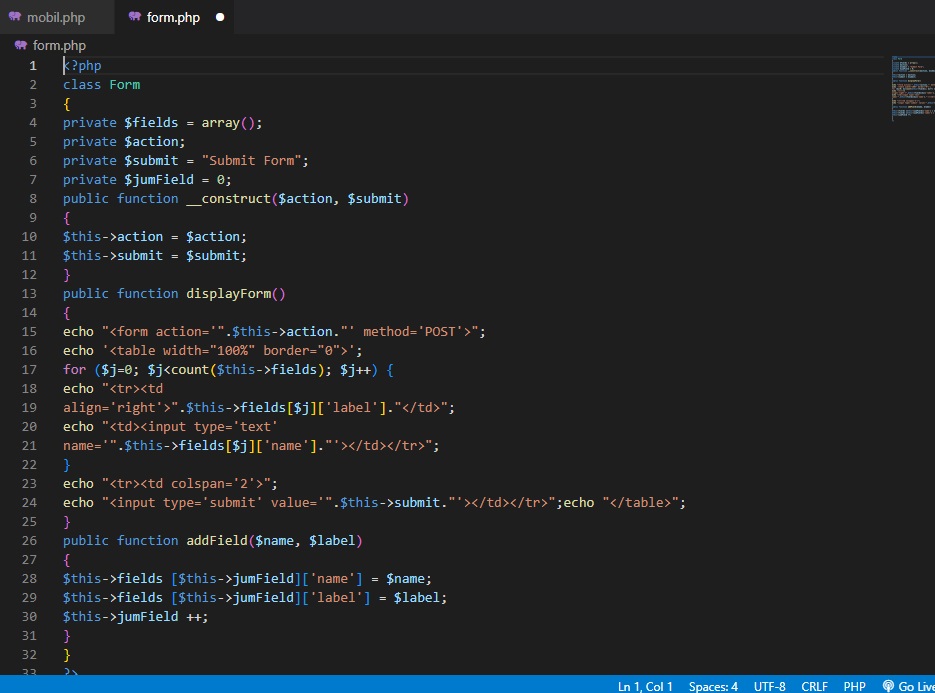 mobil.php
form.php
form.php
1 <?php
2 class Form
3 {
4 private $fields = array();
5 private $action;
6 private $submit = "Submit Form";
7 private $jumField = 0;
8 public function __construct($action, $submit)
9 {
10 $this->action = $action;
11 $this->submit = $submit;
12 }
13 public function displayForm()
14 {
15 echo "<form action='".$this->action."' method='POST'>";
16 echo '<table width="100%" border="0">';
17 for ($j=0; $j<count($this->fields); $j++) {
18 echo "<tr><td
19 align='right'>".$this->fields[$j]['label']."</td>";
20 echo "<td><input type='text'
21 name='".$this->fields[$j]['name']."'></td></tr>";
22 }
23 echo "<tr><td colspan='2'>";
24 echo "<input type='submit' value='".$this->submit."'></td></tr>";echo "</table>";
25 }
26 public function addField($name, $label)
27 {
28 $this->fields [$this->jumField]['name'] = $name;
29 $this->fields [$this->jumField]['label'] = $label;
30 $this->jumField ++;
31 }
32 }
33 ?>
Ln 1, Col 1 Spaces: 4 UTF-8 CRLF PHP Go Live